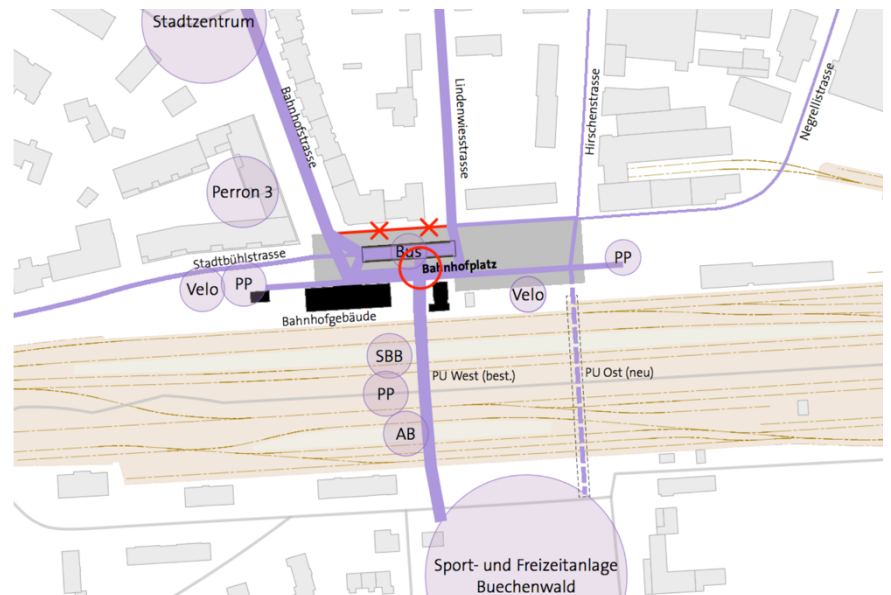 Stadtzentrum
Bahnhofstrasse
Lindenwiesstrasse
Hirschenstrasse
Negrellistrasse
Perron 3
Stadtbühlstrasse
Bus
Bahnhofplatz
PP
Velo
PP
Velo
Bahnhofgebäude
SBB
PU West (best.)
PU Ost (neu)
PP
AB
Sport- und Freizeitanlage
Buechenwald